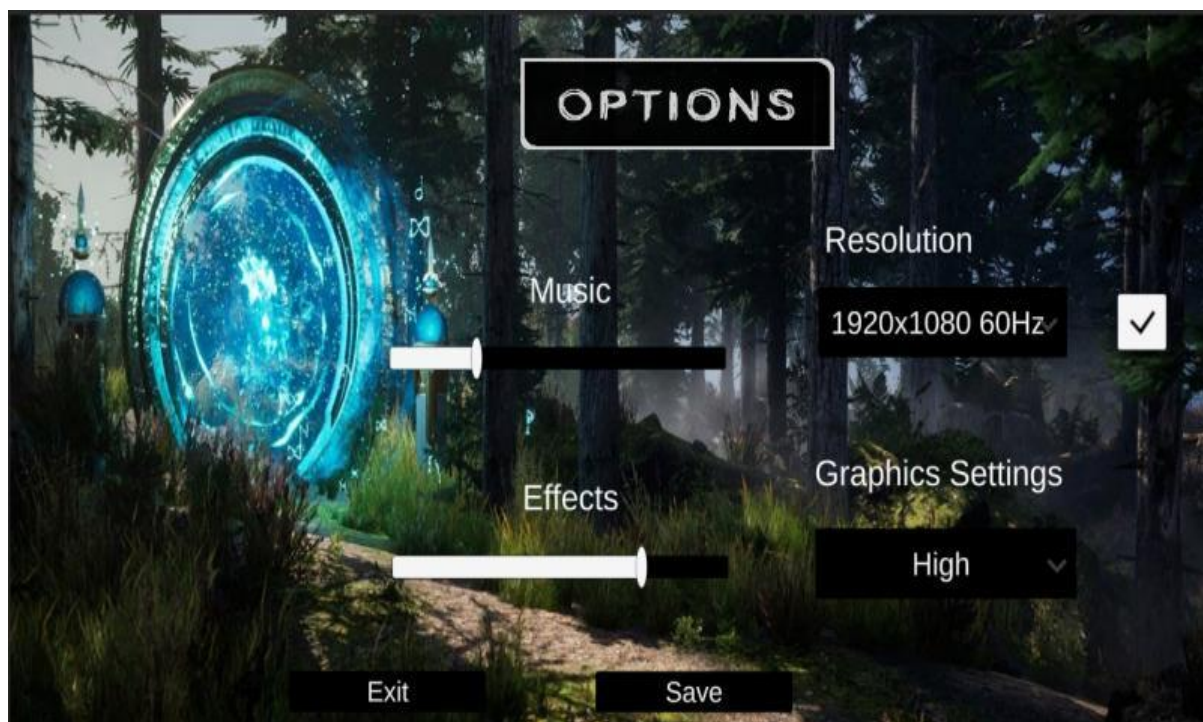 OPTIONS
Resolution
Music
1920x1080 60Hz
Graphics Settings
Effects
High
Exit
Save